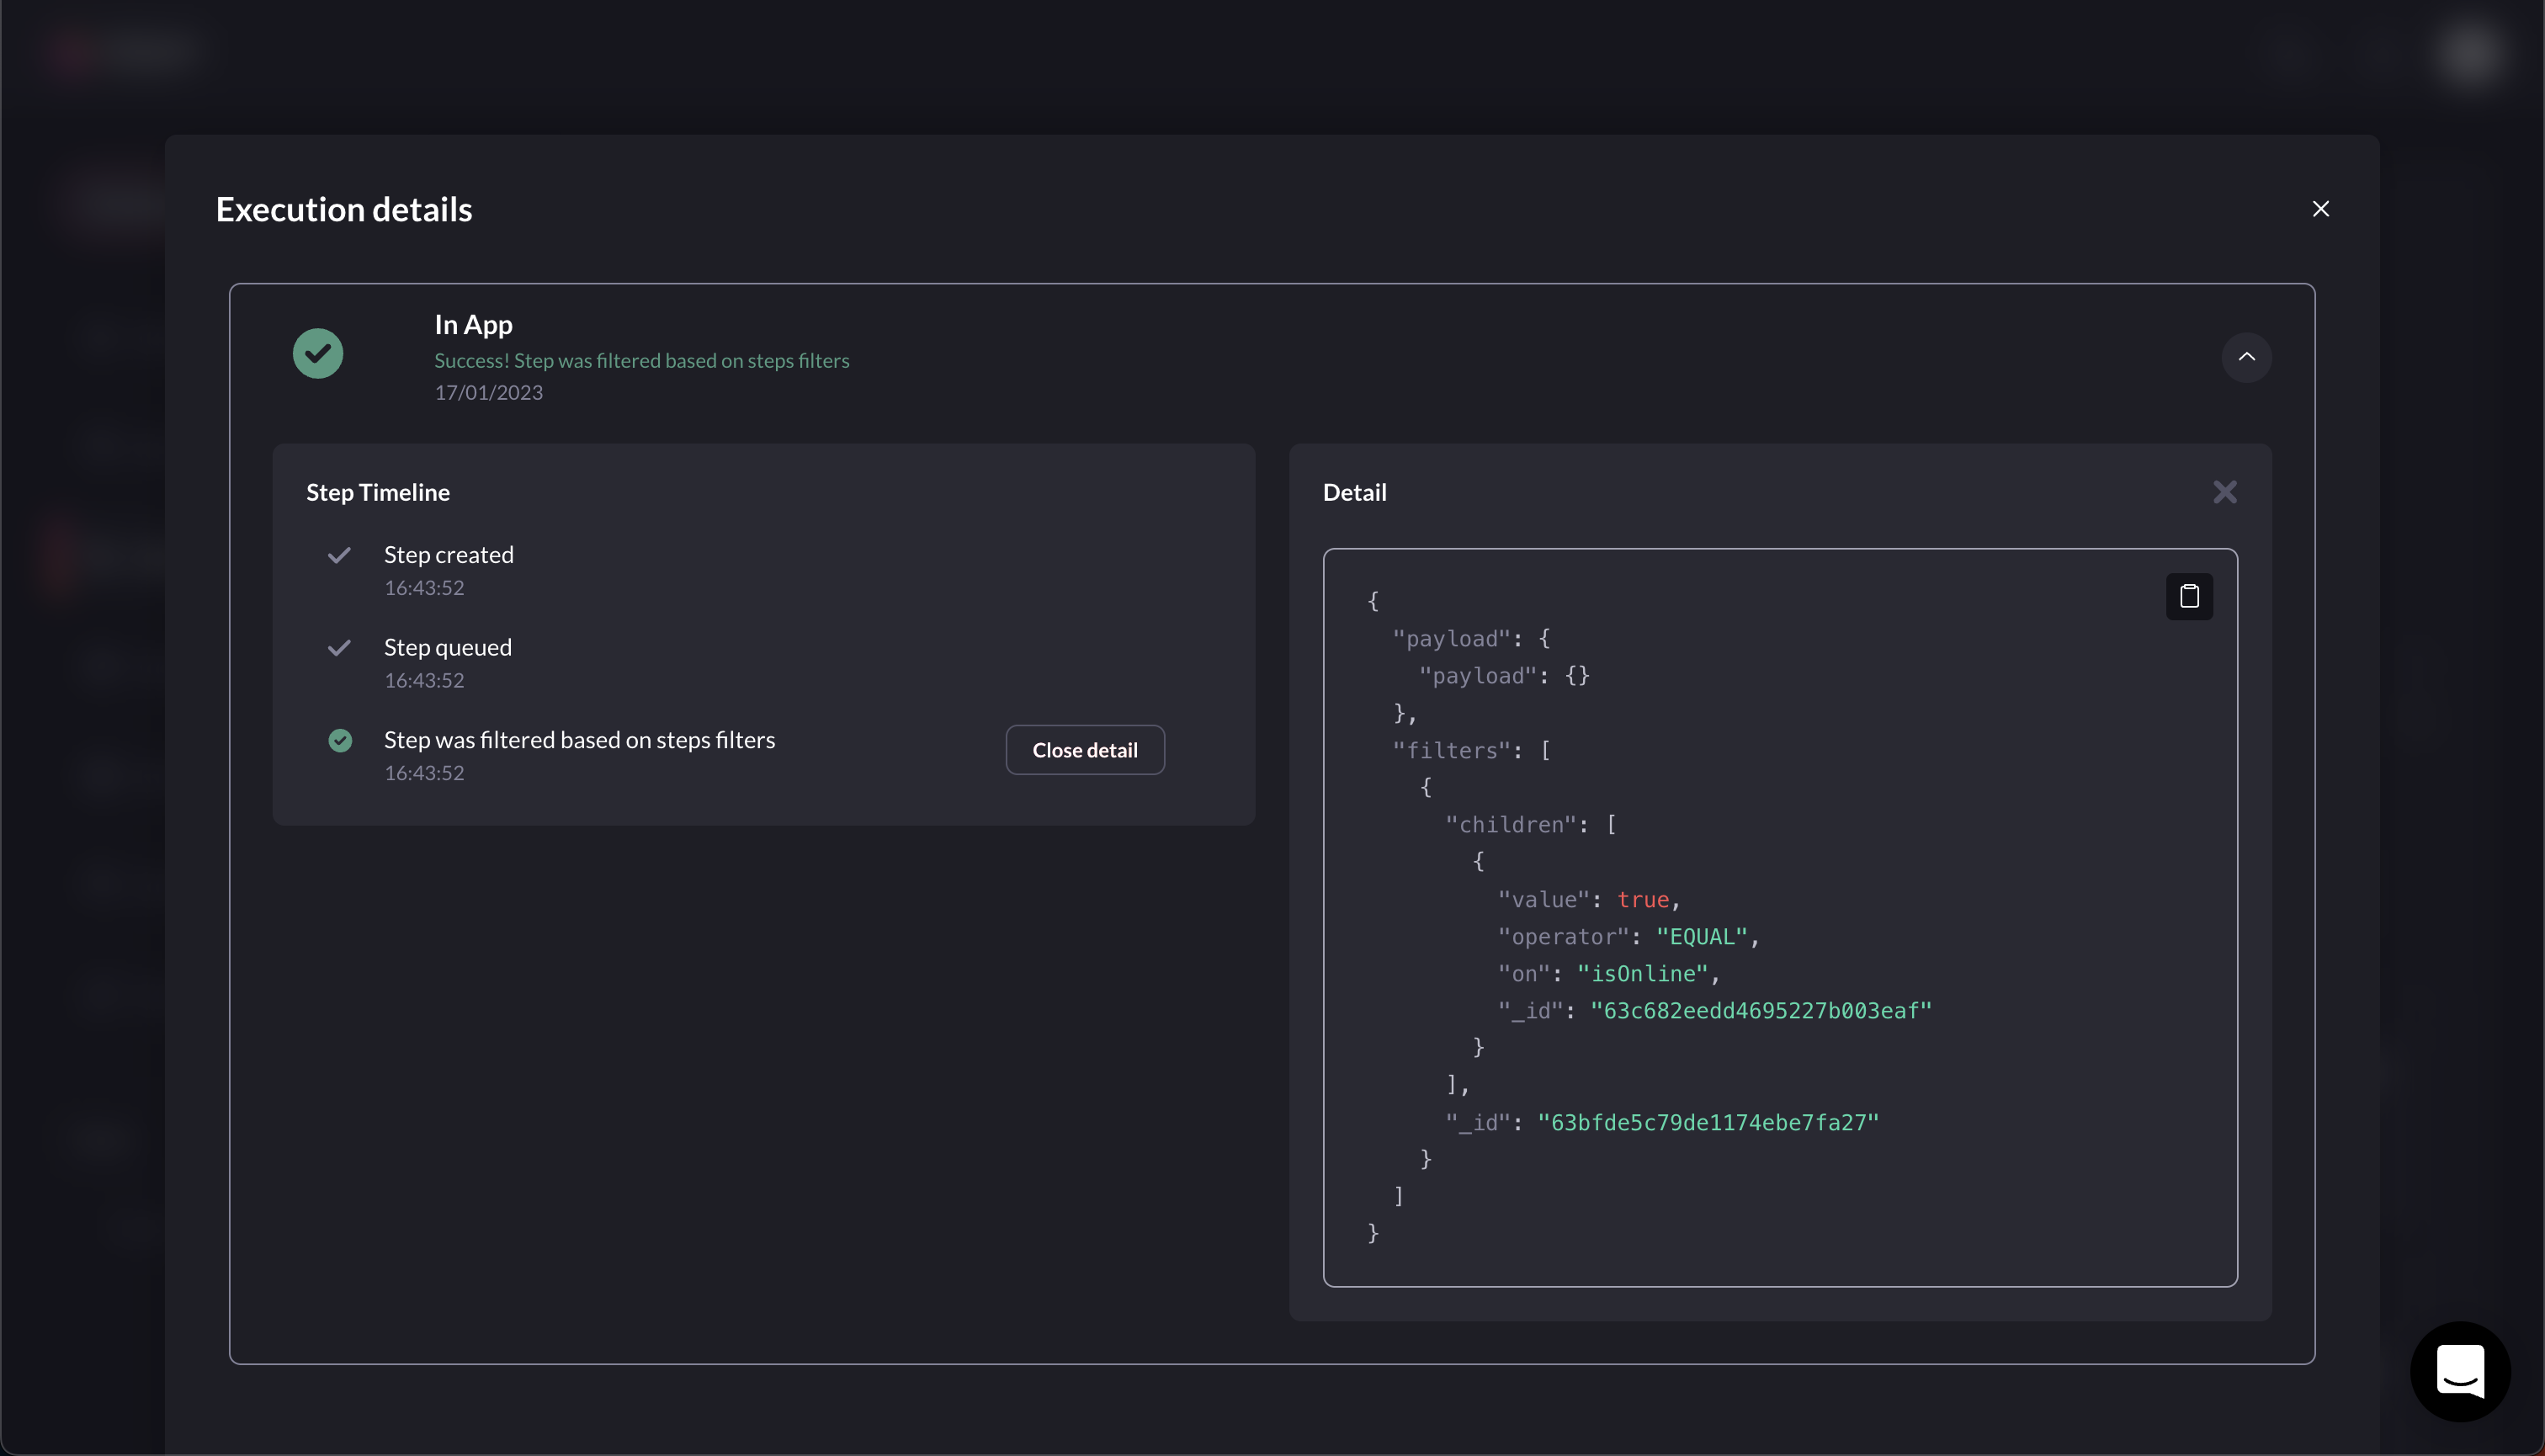 Execution details
In App
Success! Step was filtered based on steps filters
17/01/2023
Step Timeline
Step created
16:43:52
Step queued
16:43:52
Step was filtered based on steps filters
16:43:52
Close detail
Detail
{
"payload": {
"payload": {}
},
"filters": [
{
"children": [
{
"value": true,
"operator": "EQUAL",
"on": "isOnline",
"_id": "63c682eedd4695227b003eaf"
}
],
"_id": "63bfde5c79de1174ebe7fa27"
}
]
}